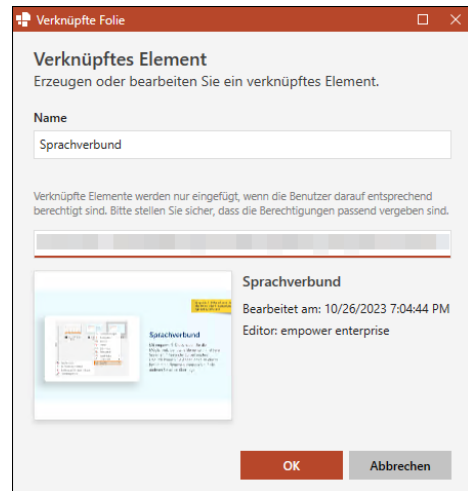 Verknüpfte Folie
Verknüpftes Element
Erzeugen oder bearbeiten Sie ein verknüpftes Element.
Name
Sprachverbund
Verknüpfte Elemente werden nur eingefügt, wenn die Benutzer darauf entsprechend
berechtigt sind. Bitte stellen Sie sicher, dass die Berechtigungen passend vergeben sind.
Sprachverbund
Sprachverbund
Bearbeitet am: 10/26/2023 7:04:44 PM
Editor: empower enterprise
OK
Abbrechen